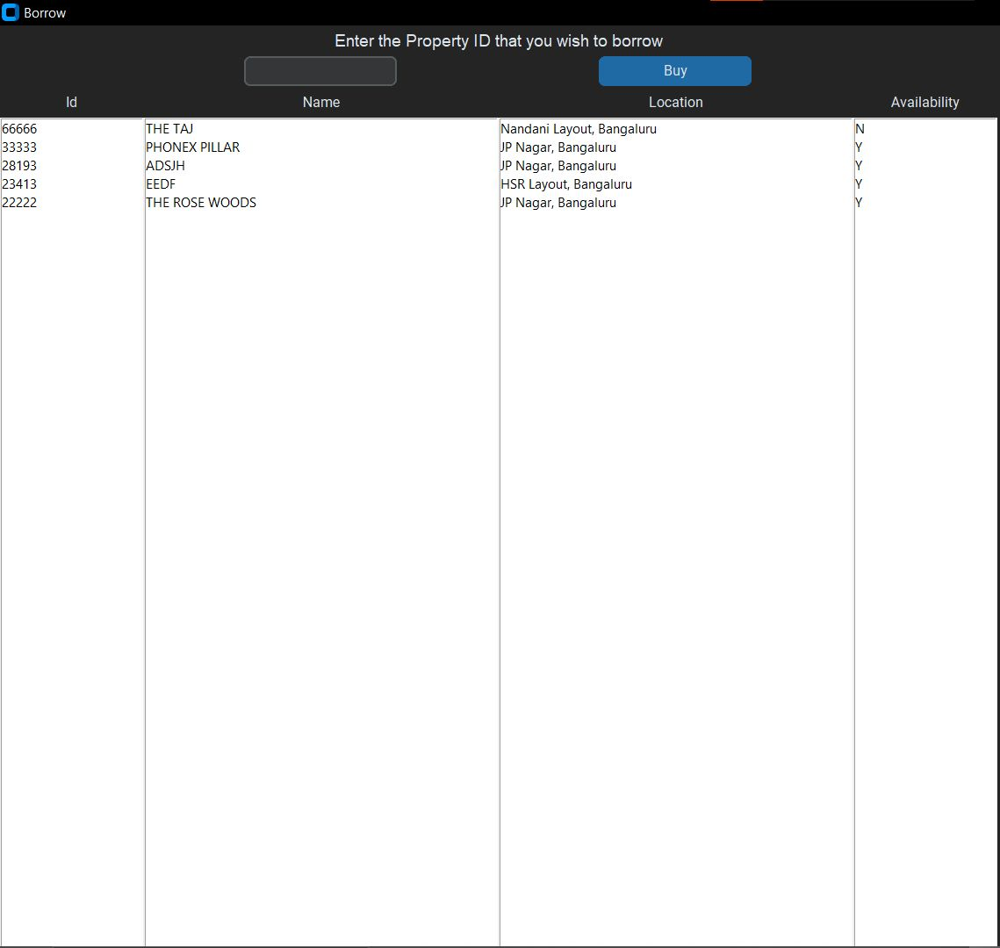 Borrow
Enter the Property ID that you wish to borrow
Buy
Id Name Location Availability
66666 THE TAJ Nandani Layout, Bangaluru N
33333 PHONEX PILLAR JP Nagar, Bangaluru Y
28193 ADSJH JP Nagar, Bangaluru Y
23413 EEDF HSR Layout, Bangaluru Y
22222 THE ROSE WOODS JP Nagar, Bangaluru Y